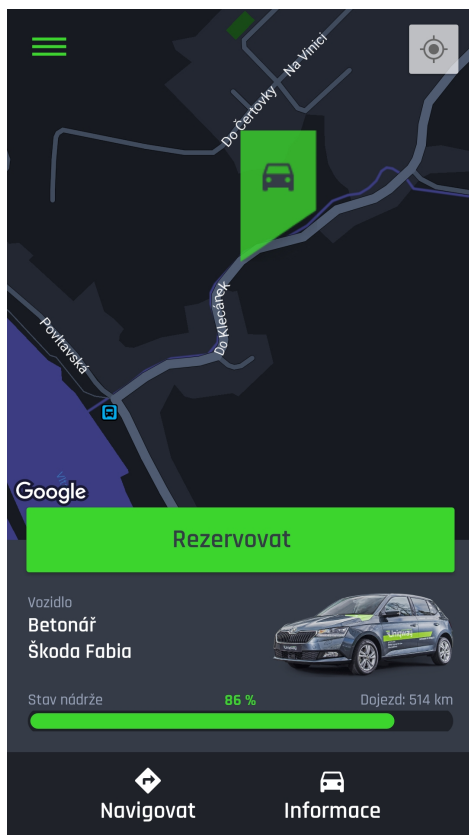 Na Vinici
Do Čertovky
Do Klecánek
Povltavská
Google
Rezervovat
Vozidlo
Betonář
Škoda Fabia
Uniqway
Stav nádrže
86 %
Dojezd: 514 km
Navigovat
Informace